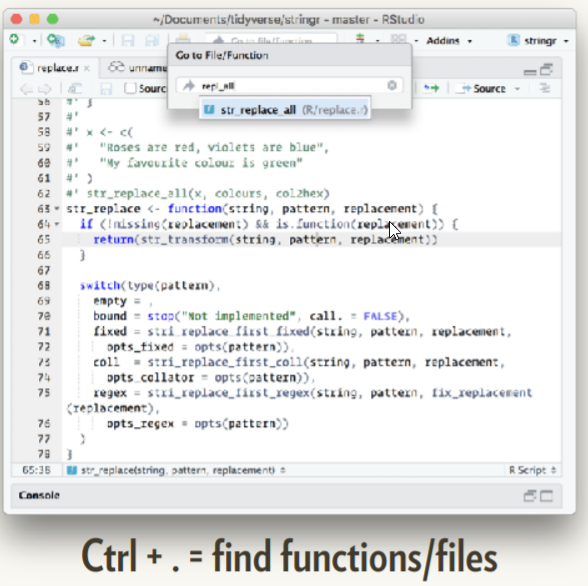 ~/Documents/tidyverse/stringr - master - RStudio
Go to file/function
Addins
stringr
Go to File/Function
repl_all
str_replace_all (R/replace.r)
replace.r
unname
Sourc
Source
56 #' )
57 #'
58 #' x <- c(
59 #' "Roses are red, violets are blue",
60 #' "My favourite colour is green"
61 #' )
62 #' str_replace_all(x, colours, col2hex)
63 str_replace <- function(string, pattern, replacement) {
64 if (!missing(replacement) && is.function(replacement)) {
65 return(str_transform(string, pattern, replacement))
66 }
67
68 switch(type(pattern),
69 empty = ,
70 bound = stop("Not implemented", call. = FALSE),
71 fixed = stri_replace_first_fixed(string, pattern, replacement,
72 opts_fixed = opts(pattern)),
73 coll = stri_replace_first_coll(string, pattern, replacement,
74 opts_collator = opts(pattern)),
75 regex = stri_replace_first_regex(string, pattern, fix_replacement
(replacement),
76 opts_regex = opts(pattern))
77 )
78 }
65:38 str_replace(string, pattern, replacement) R Script
Console
Ctrl + . = find functions/files